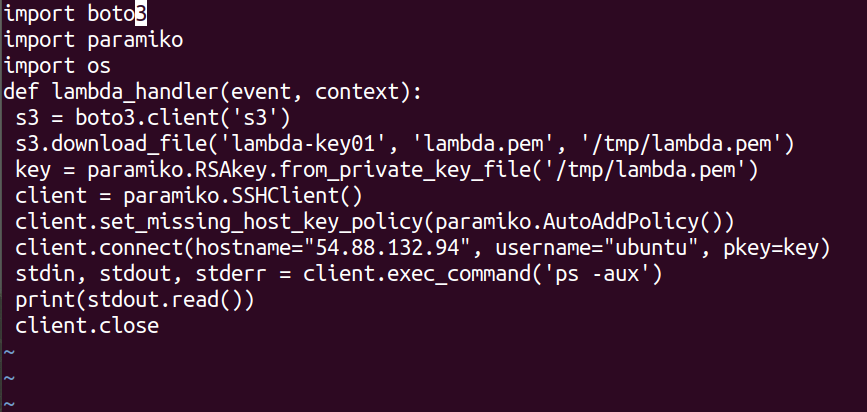 import boto3
import paramiko
import os
def lambda_handler(event, context):
 s3 = boto3.client('s3')
 s3.download_file('lambda-key01', 'lambda.pem', '/tmp/lambda.pem')
 key = paramiko.RSAkey.from_private_key_file('/tmp/lambda.pem')
 client = paramiko.SSHClient()
 client.set_missing_host_key_policy(paramiko.AutoAddPolicy())
 client.connect(hostname="54.88.132.94", username="ubuntu", pkey=key)
 stdin, stdout, stderr = client.exec_command('ps -aux')
 print(stdout.read())
 client.close
~
~
~